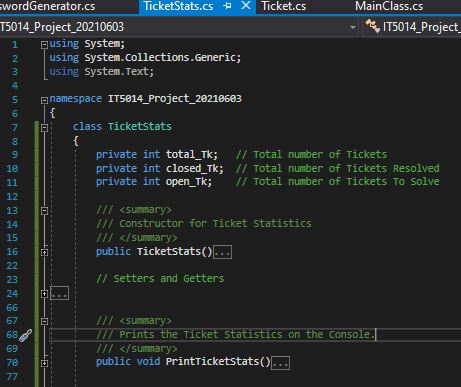 swordGenerator.cs TicketStats.cs Ticket.cs MainClass.cs
IT5014_Project_20210603 IT5014_Project_
1 using System;
2 using System.Collections.Generic;
3 using System.Text;
4
5 namespace IT5014_Project_20210603
6 {
7 class TicketStats
8 {
9 private int total_Tk; // Total number of Tickets
10 private int closed_Tk; // Total number of Tickets Resolved
11 private int open_Tk; // Total number of Tickets To Solve
12
13 /// <summary>
14 /// Constructor for Ticket Statistics
15 /// </summary>
16 public TicketStats()...
22
23 // Setters and Getters
24 ...
66
67 /// <summary>
68 /// Prints the Ticket Statistics on the Console.
69 /// </summary>
70 public void PrintTicketStats()...
77